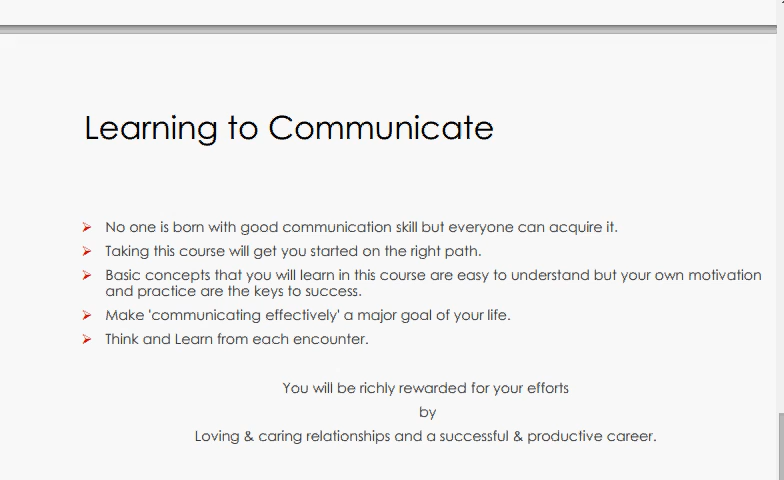 Learning to Communicate
No one is born with good communication skill but everyone can acquire it.
Taking this course will get you started on the right path.
Basic concepts that you will learn in this course are easy to understand but your own motivation
and practice are the keys to success.
Make 'communicating effectively' a major goal of your life.
Think and Learn from each encounter.
You will be richly rewarded for your efforts
by
Loving & caring relationships and a successful & productive career.